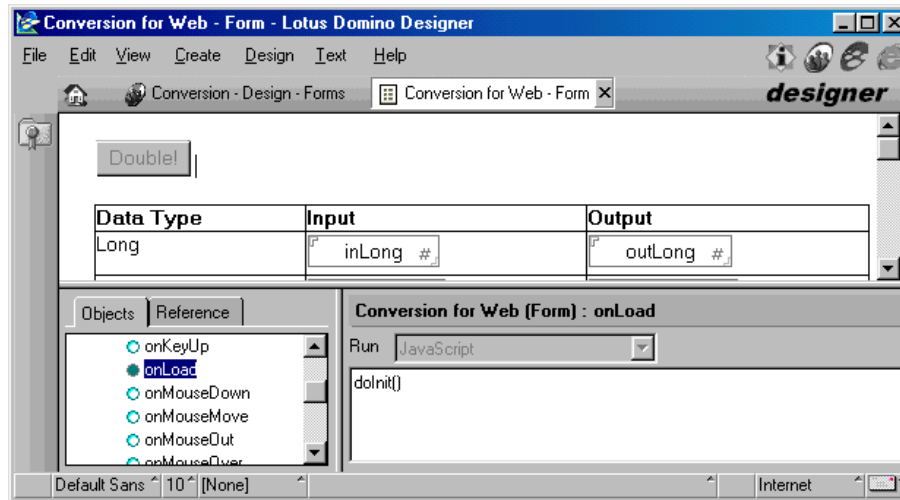 Conversion for Web - Form - Lotus Domino Designer
File Edit View Create Design Text Help
Conversion - Design - Forms Conversion for Web - Form designer
Double!
Data Type Input Output
Long inLong # outLong #
Objects Reference Conversion for Web (Form) : onLoad
onKeyUp Run JavaScript
onLoad doInit()
onMouseDown
onMouseMove
onMouseOut
onMouseOver
Default Sans 10 [None] Internet